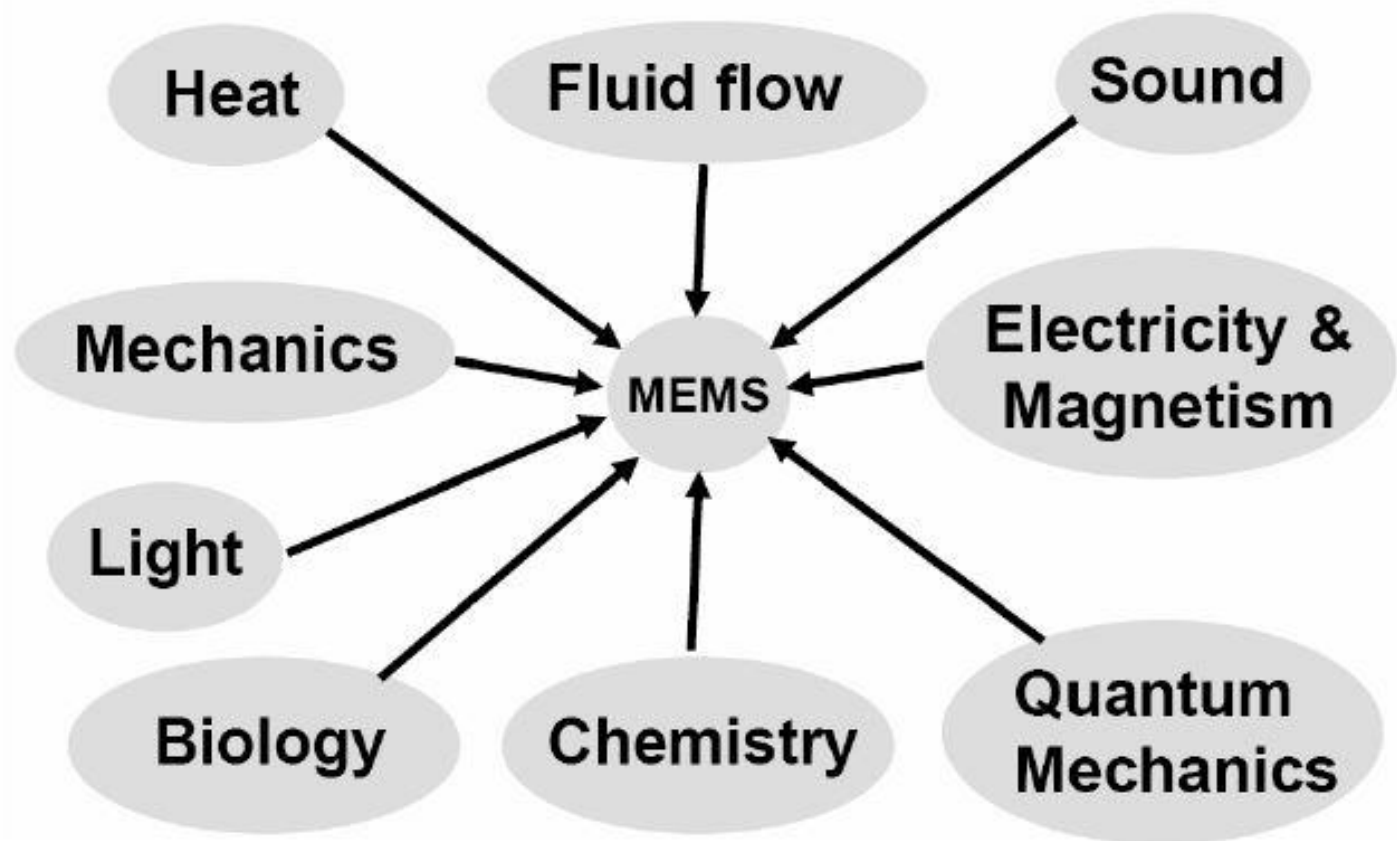 Heat
Fluid flow
Sound
Mechanics
MEMS
Electricity &
Magnetism
Light
Biology
Chemistry
Quantum
Mechanics